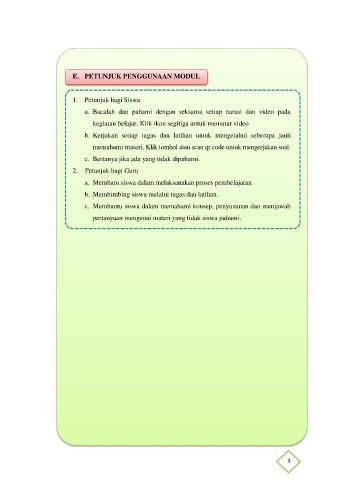 E. PETUNJUK PENGGUNAAN MODUL
1. Petunjuk bagi Siswa
a. Bacalah dan pahami dengan seksama setiap narasi dan video pada
kegiatan belajar. Klik ikon segitiga untuk memutar video
b. Kerjakan setiap tugas dan latihan untuk mengetahui seberapa jauh
memahami materi. Klik tombol atau scan qr code untuk mengerjakan soal.
c. Bertanya jika ada yang tidak dipahami.
2. Petunjuk bagi Guru
a. Membatu siswa dalam melaksanakan proses pembelajaran
b. Membimbing siswa melalui tugas dan latihan.
c. Membantu siswa dalam memahami konsep, penyusunan dan menjawab
pertanyaan mengenai materi yang tidak siswa pahami.
3